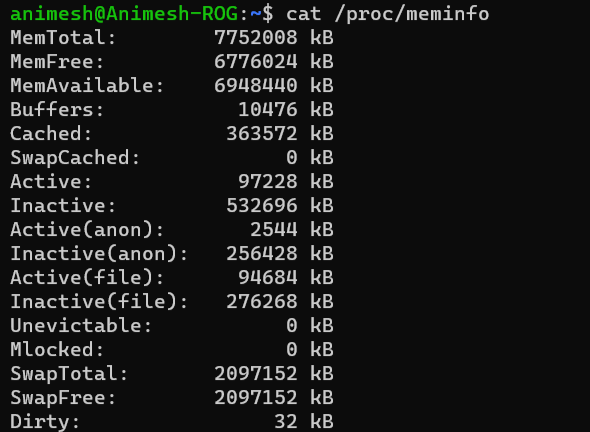 animesh@Animesh-ROG:~$ cat /proc/meminfo
MemTotal:        7752008 kB
MemFree:         6776024 kB
MemAvailable:    6948440 kB
Buffers:           10476 kB
Cached:           363572 kB
SwapCached:            0 kB
Active:            97228 kB
Inactive:         532696 kB
Active(anon):       2544 kB
Inactive(anon):   256428 kB
Active(file):      94684 kB
Inactive(file):   276268 kB
Unevictable:           0 kB
Mlocked:               0 kB
SwapTotal:       2097152 kB
SwapFree:        2097152 kB
Dirty:                32 kB